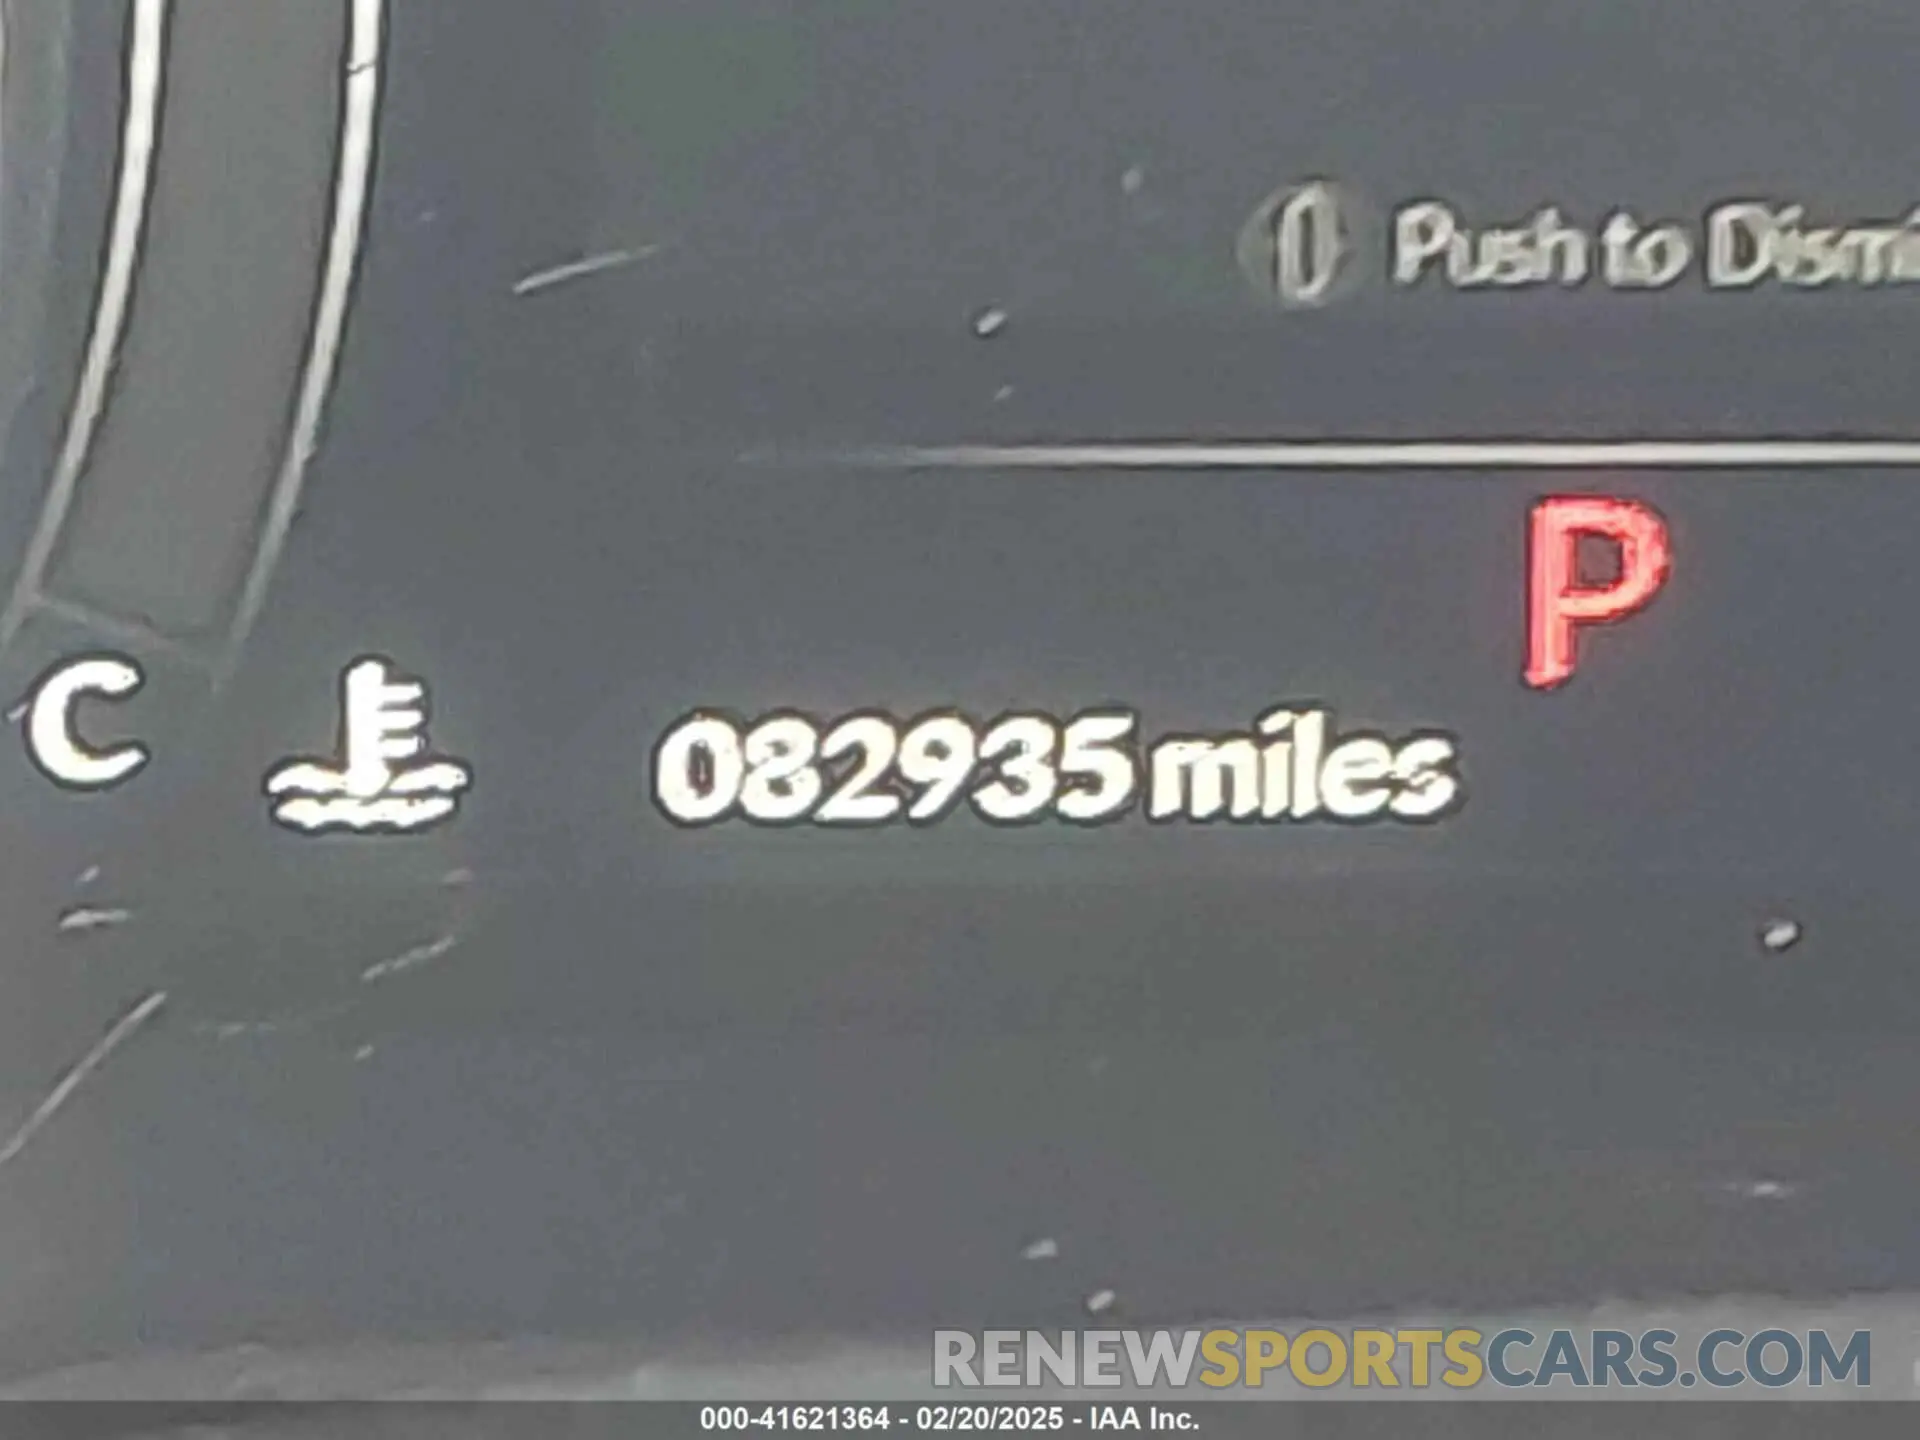 Push to Dismi
P
C
082935 miles
RENEWSPORTSCARS.COM
000-41621364 - 02/20/2025 - IAA Inc.